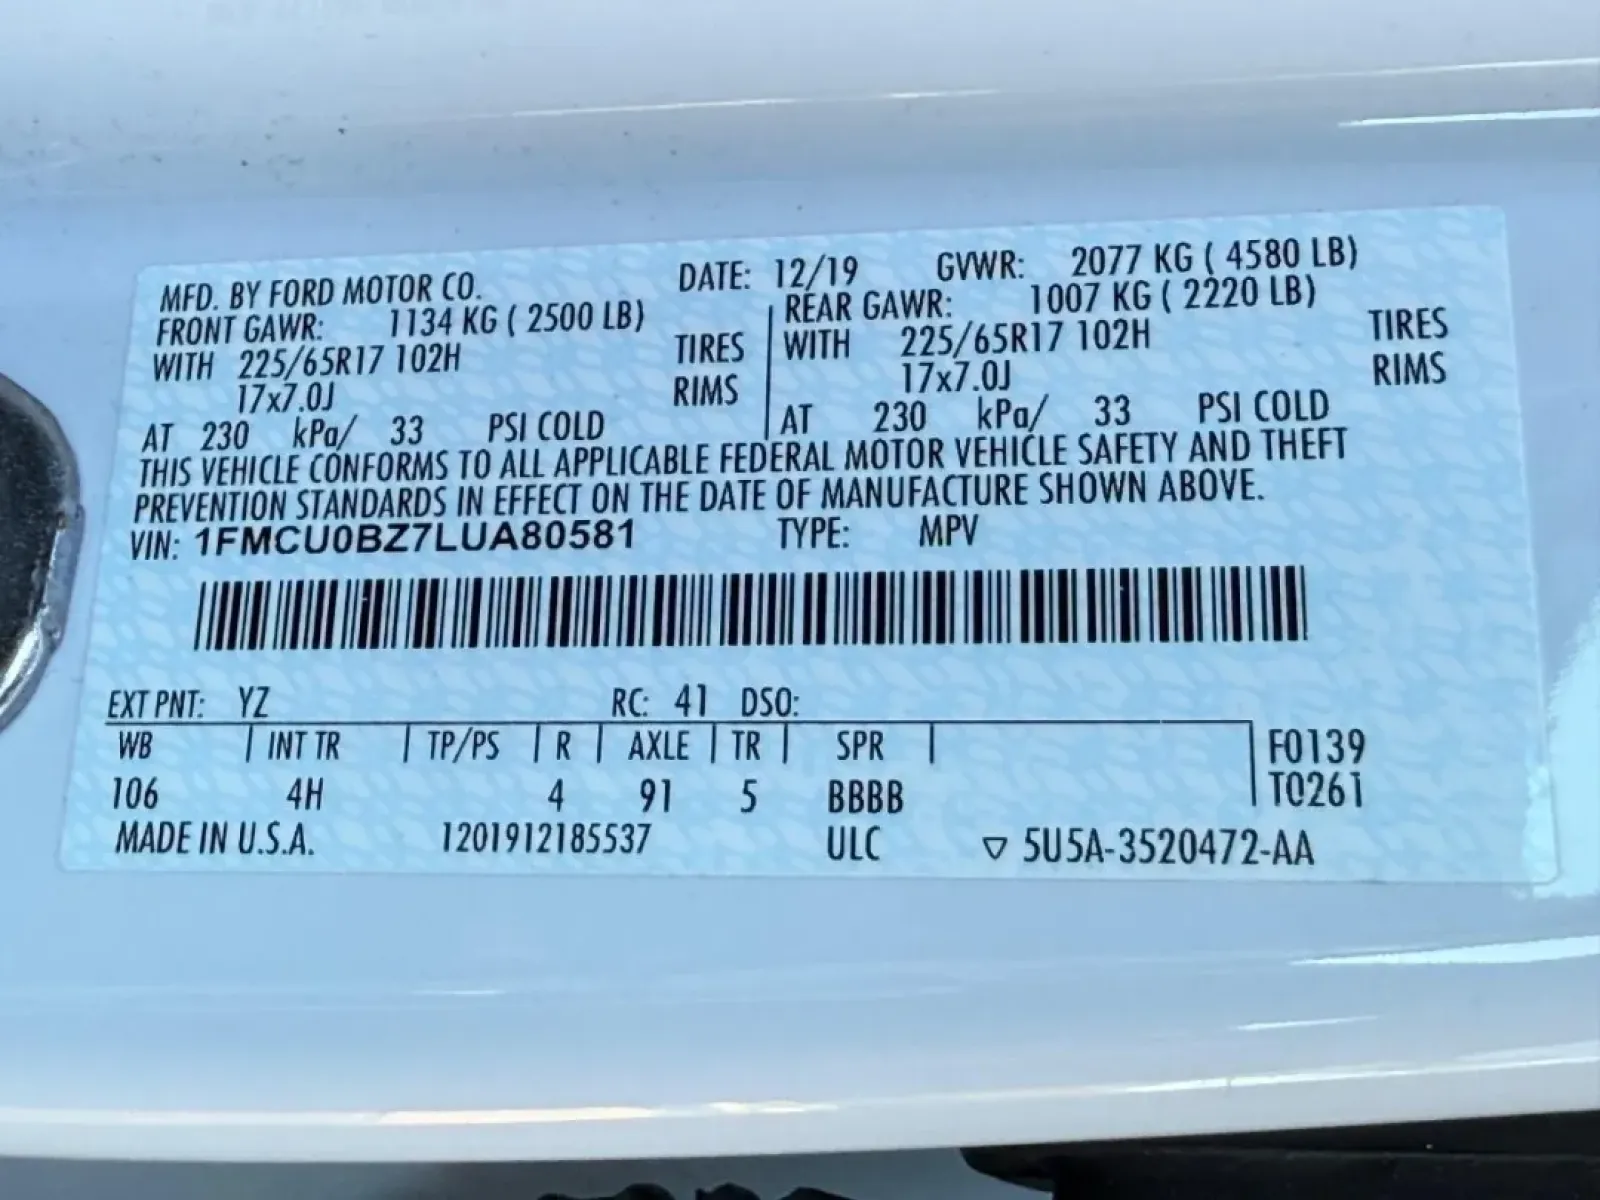 MFD. BY FORD MOTOR CO. DATE: 12/19 GVWR: 2077 KG ( 4580 LB)
FRONT GAWR: 1134 KG ( 2500 LB) REAR GAWR: 1007 KG ( 2220 LB)
WITH 225/65R17 102H TIRES WITH 225/65R17 102H TIRES
17x7.0J RIMS 17x7.0J RIMS
AT 230 kPa/ 33 PSI COLD AT 230 kPa/ 33 PSI COLD
THIS VEHICLE CONFORMS TO ALL APPLICABLE FEDERAL MOTOR VEHICLE SAFETY AND THEFT
PREVENTION STANDARDS IN EFFECT ON THE DATE OF MANUFACTURE SHOWN ABOVE.
VIN: 1FMCU0BZ7LUA80581 TYPE: MPV
EXT PNT: YZ RC: 41 DSO:
WB INT TR TP/PS R AXLE TR SPR F0139
106 4H 4 91 5 BBBB T0261
MADE IN U.S.A. 1201912185537 ULC ▽ 5U5A-3520472-AA